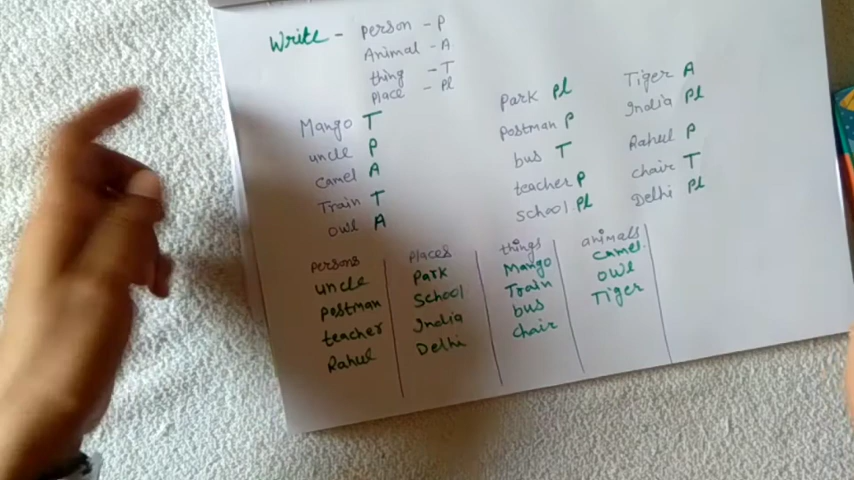 Write - Person - P
Animal - A
thing - T
place - Pl
Mango T
uncle P
camel A
Train T
owl A
Park Pl
Postman P
bus T
teacher P
School Pl
Tiger A
India Pl
Rahul P
chair T
Delhi Pl
Persons Places things animals
uncle Park Mango camel.
Postman School Train owl
teacher India bus Tiger
Rahul Delhi chair